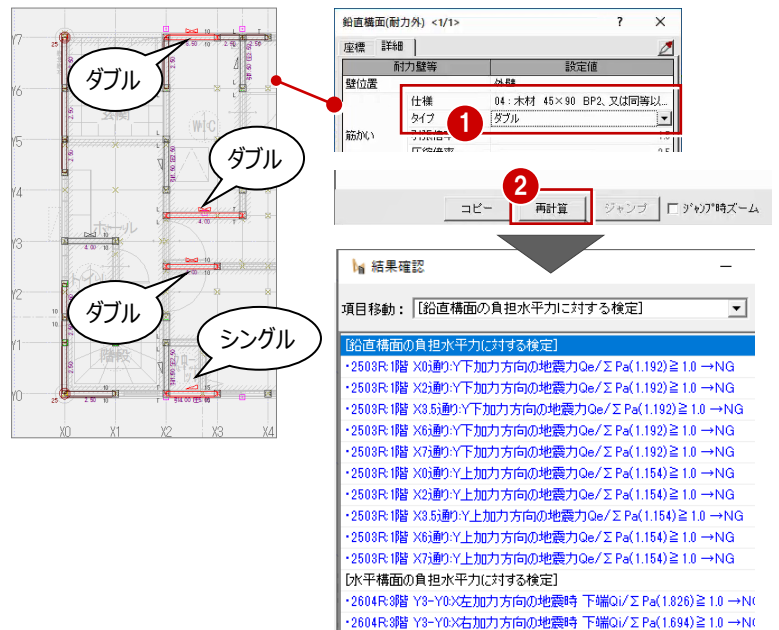 Y7
Y6
Y5
Y4
Y3
Y2
Y1
Y0
X0 X1 X2 X3 X4
ダブル
ダブル
ダブル
シングル
W.I.C
ホール
トイレ
階段
鉛直構面(耐力外) <1/1>
? ×
座標 詳細
耐力壁等 設定値
壁位置 外壁
仕様 04：木材 45×90 BP2、又は同等以...
タイプ ダブル
1
筋かい
2
コピー 再計算 ジャンプ ジャンプ時ズーム
結果確認
項目移動： [鉛直構面の負担水平力に対する検定]
[鉛直構面の負担水平力に対する検定]
・2503R:1階 X0通り:Y下加力方向の地震力Qe/ΣPa(1.192)≧1.0 →NG
・2503R:1階 X2通り:Y下加力方向の地震力Qe/ΣPa(1.192)≧1.0 →NG
・2503R:1階 X3.5通り:Y下加力方向の地震力Qe/ΣPa(1.192)≧1.0 →NG
・2503R:1階 X6通り:Y下加力方向の地震力Qe/ΣPa(1.192)≧1.0 →NG
・2503R:1階 X7通り:Y下加力方向の地震力Qe/ΣPa(1.192)≧1.0 →NG
・2503R:1階 X0通り:Y上加力方向の地震力Qe/ΣPa(1.154)≧1.0 →NG
・2503R:1階 X2通り:Y上加力方向の地震力Qe/ΣPa(1.154)≧1.0 →NG
・2503R:1階 X3.5通り:Y上加力方向の地震力Qe/ΣPa(1.154)≧1.0 →NG
・2503R:1階 X6通り:Y上加力方向の地震力Qe/ΣPa(1.154)≧1.0 →NG
・2503R:1階 X7通り:Y上加力方向の地震力Qe/ΣPa(1.154)≧1.0 →NG
[水平構面の負担水平力に対する検定]
・2604R:3階 Y3-Y0:X左加力方向の地震時 下端Qi/ΣPa(1.826)≧1.0 →N
・2604R:3階 Y3-Y0:X右加力方向の地震時 下端Qi/ΣPa(1.694)≧1.0 →N